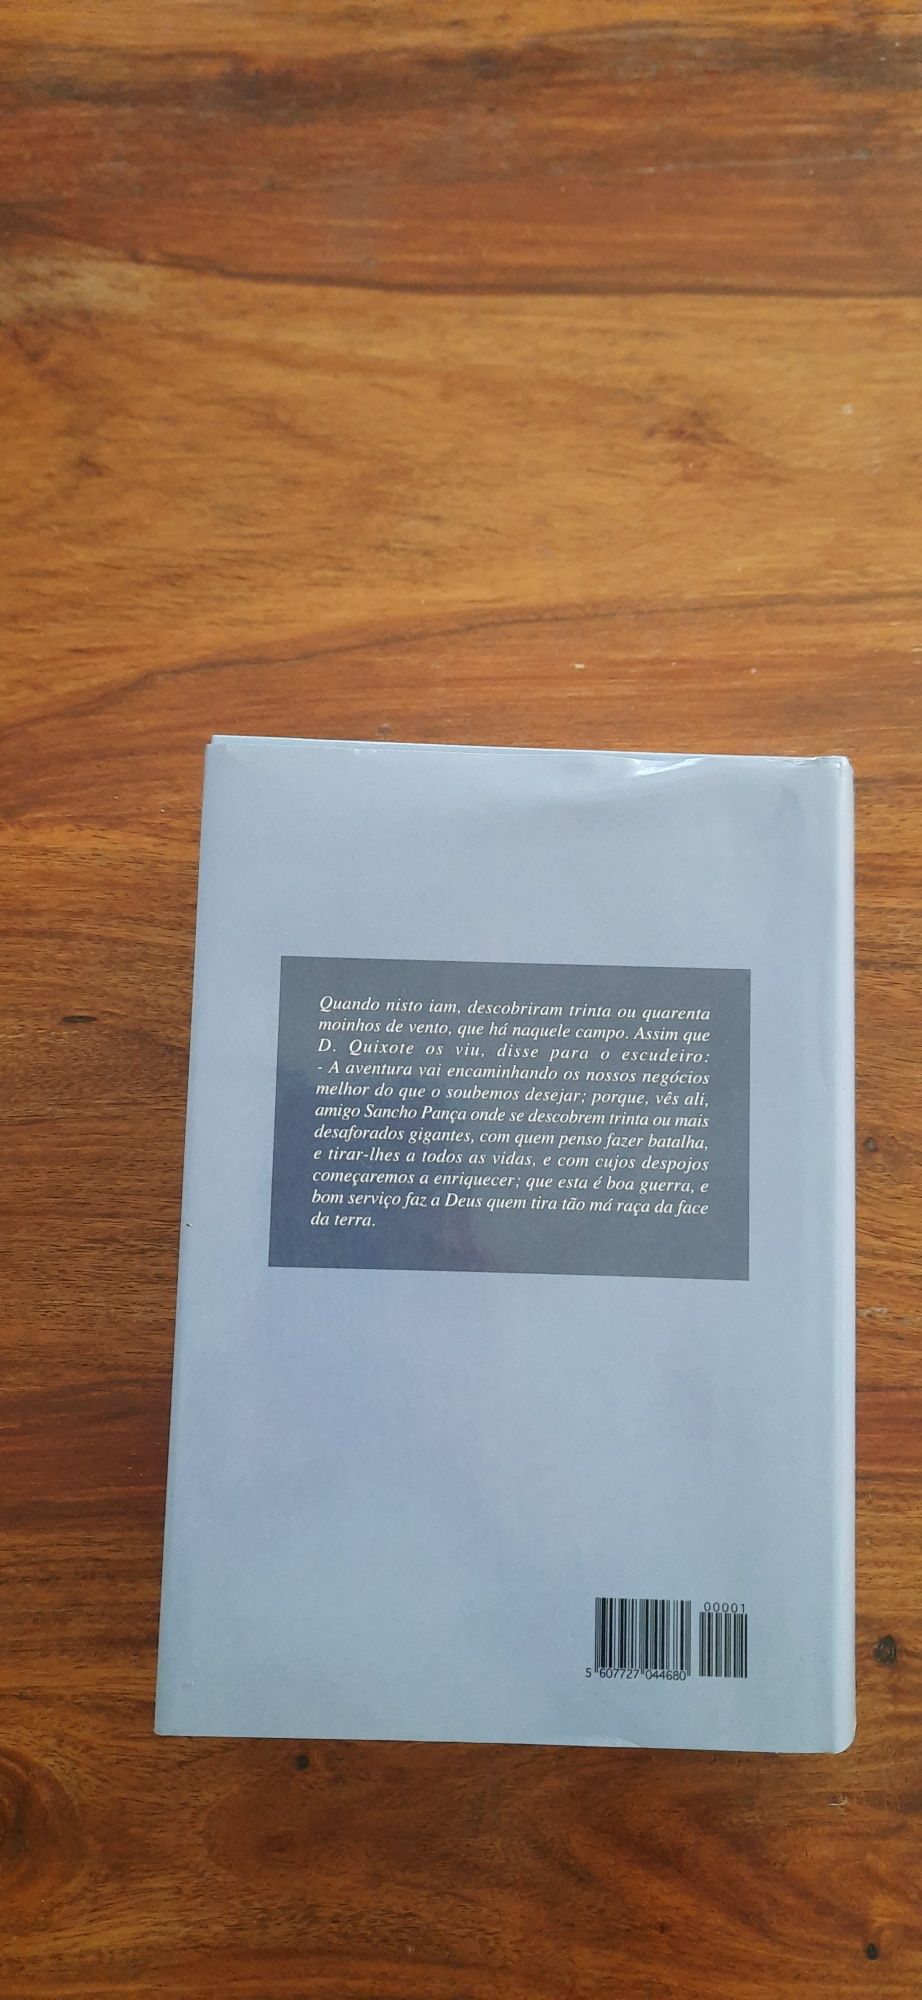 Quando nisto iam, descobriram trinta ou quarenta
moinhos de vento, que há naquele campo. Assim que
D. Quixote os viu, disse para o escudeiro:
- A aventura vai encaminhando os nossos negócios
melhor do que o soubemos desejar; porque, vês ali,
amigo Sancho Pança onde se descobrem trinta ou mais
desaforados gigantes, com quem penso fazer batalha,
e tirar-lhes a todos as vidas, e com cujos despojos
começaremos a enriquecer; que esta é boa guerra, e
bom serviço faz a Deus quem tira tão má raça da face
da terra.
00001
5 607727 044680